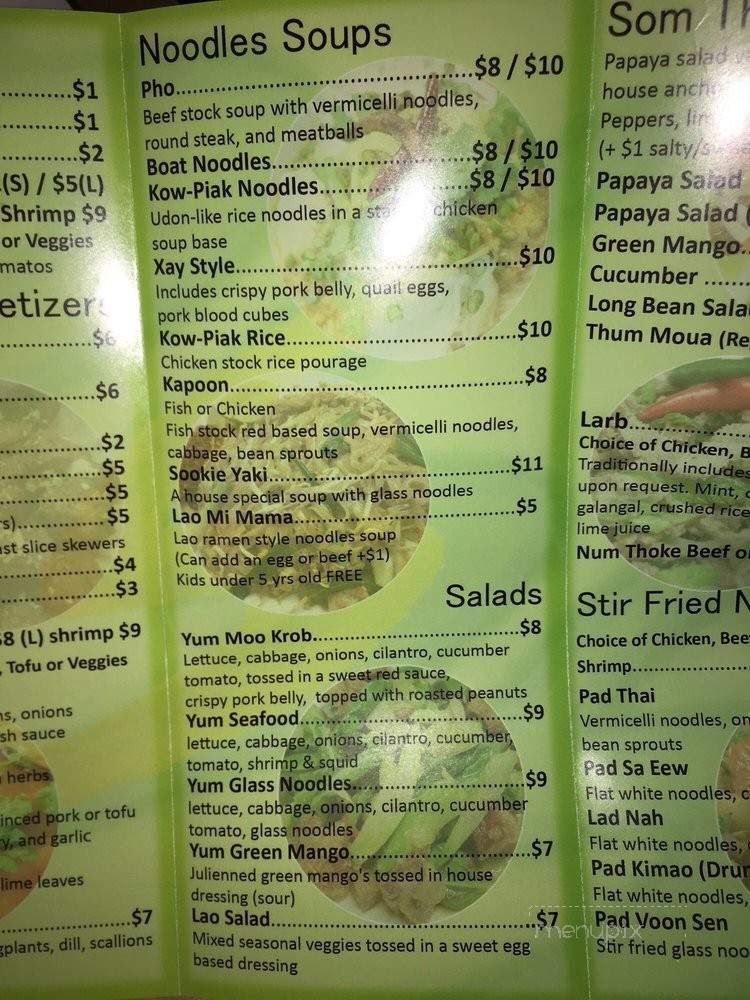 $1
$1
$2
(S) / $5(L)
Shrimp $9
or Veggies
matos
etizers
$6
$6
$2
$5
$5
rs)..................$5
ast slice skewers
$4
$3
$8 (L) shrimp $9
, Tofu or Veggies
ns, onions
sh sauce
herbs
inced pork or tofu
ry, and garlic
lime leaves
$7
gplants, dill, scallions
Noodles Soups
Pho..........................................$8 / $10
Beef stock soup with vermicelli noodles,
round steak, and meatballs
Boat Noodles............................$8 / $10
Kow-Piak Noodles.....................$8 / $10
Udon-like rice noodles in a chicken
soup base
Xay Style.......................................$10
Includes crispy pork belly, quail eggs,
pork blood cubes
Kow-Piak Rice................................$10
Chicken stock rice pourage
Kapoon.........................................$8
Fish or Chicken
Fish stock red based soup, vermicelli noodles,
cabbage, bean sprouts
Sookie Yaki...................................$11
A house special soup with glass noodles
Lao Mi Mama................................$5
Lao ramen style noodles soup
(Can add an egg or beef +$1)
Kids under 5 yrs old FREE
Salads
Yum Moo Krob.............................$8
Lettuce, cabbage, onions, cilantro, cucumber
tomato, tossed in a sweet red sauce,
crispy pork belly, topped with roasted peanuts
Yum Seafood................................$9
lettuce, cabbage, onions, cilantro, cucumber,
tomato, shrimp & squid
Yum Glass Noodles.......................$9
lettuce, cabbage, onions, cilantro, cucumber
tomato, glass noodles
Yum Green Mango........................$7
Julienned green mango's tossed in house
dressing (sour)
Lao Salad......................................$7
Mixed seasonal veggies tossed in a sweet egg
based dressing
Som Th
Papaya salad
house ancho
Peppers, lim
(+ $1 salty/
Papaya Salad
Papaya Salad (
Green Mango..
Cucumber ......
Long Bean Salad
Thum Moua (Re
Larb....................
Choice of Chicken, B
Traditionally includes
upon request. Mint, c
galangal, crushed rice
lime juice
Num Thoke Beef or
Stir Fried N
Choice of Chicken, Bee
Shrimp....................
Pad Thai
Vermicelli noodles, on
bean sprouts
Pad Sa Eew
Flat white noodles, c
Lad Nah
Flat white noodles,
Pad Kimao (Drun
Flat white noodles,
Pad Voon Sen
Stir fried glass noo
menupix